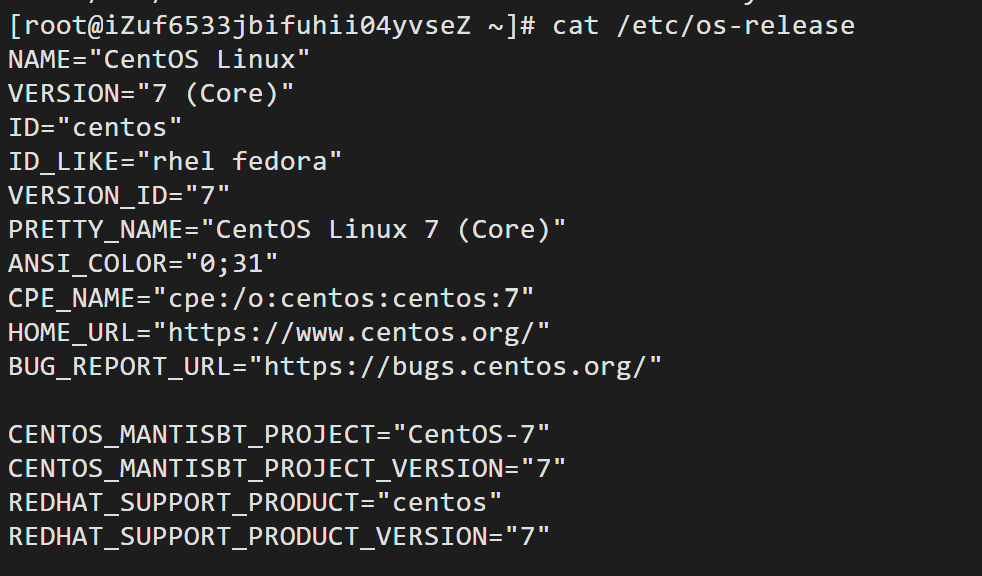 [root@iZuf6533jbifuhii04yvseZ ~]# cat /etc/os-release
NAME="CentOS Linux"
VERSION="7 (Core)"
ID="centos"
ID_LIKE="rhel fedora"
VERSION_ID="7"
PRETTY_NAME="CentOS Linux 7 (Core)"
ANSI_COLOR="0;31"
CPE_NAME="cpe:/o:centos:centos:7"
HOME_URL="https://www.centos.org/"
BUG_REPORT_URL="https://bugs.centos.org/"

CENTOS_MANTISBT_PROJECT="CentOS-7"
CENTOS_MANTISBT_PROJECT_VERSION="7"
REDHAT_SUPPORT_PRODUCT="centos"
REDHAT_SUPPORT_PRODUCT_VERSION="7"